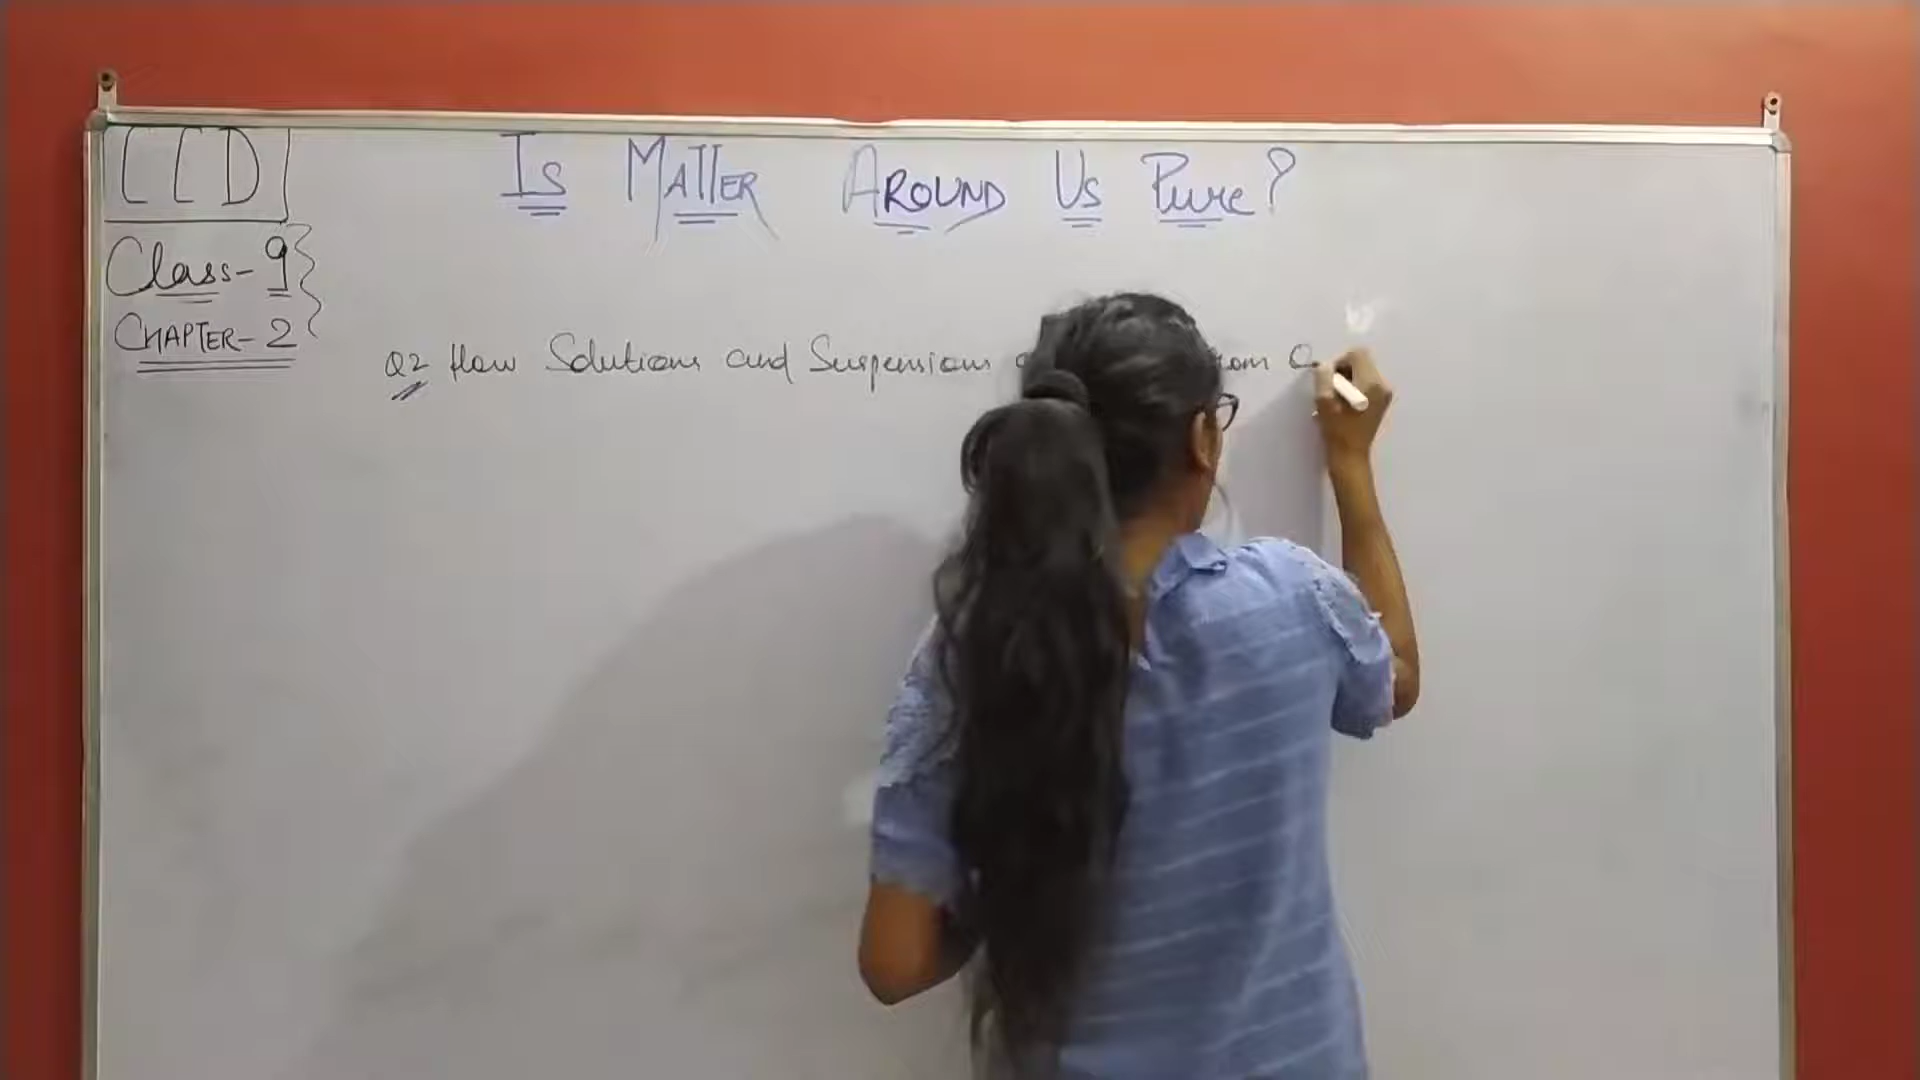 CCD
IS MATTER AROUND US PURE?
Class-9
CHAPTER-2
Q2 How Solutions and Suspensions